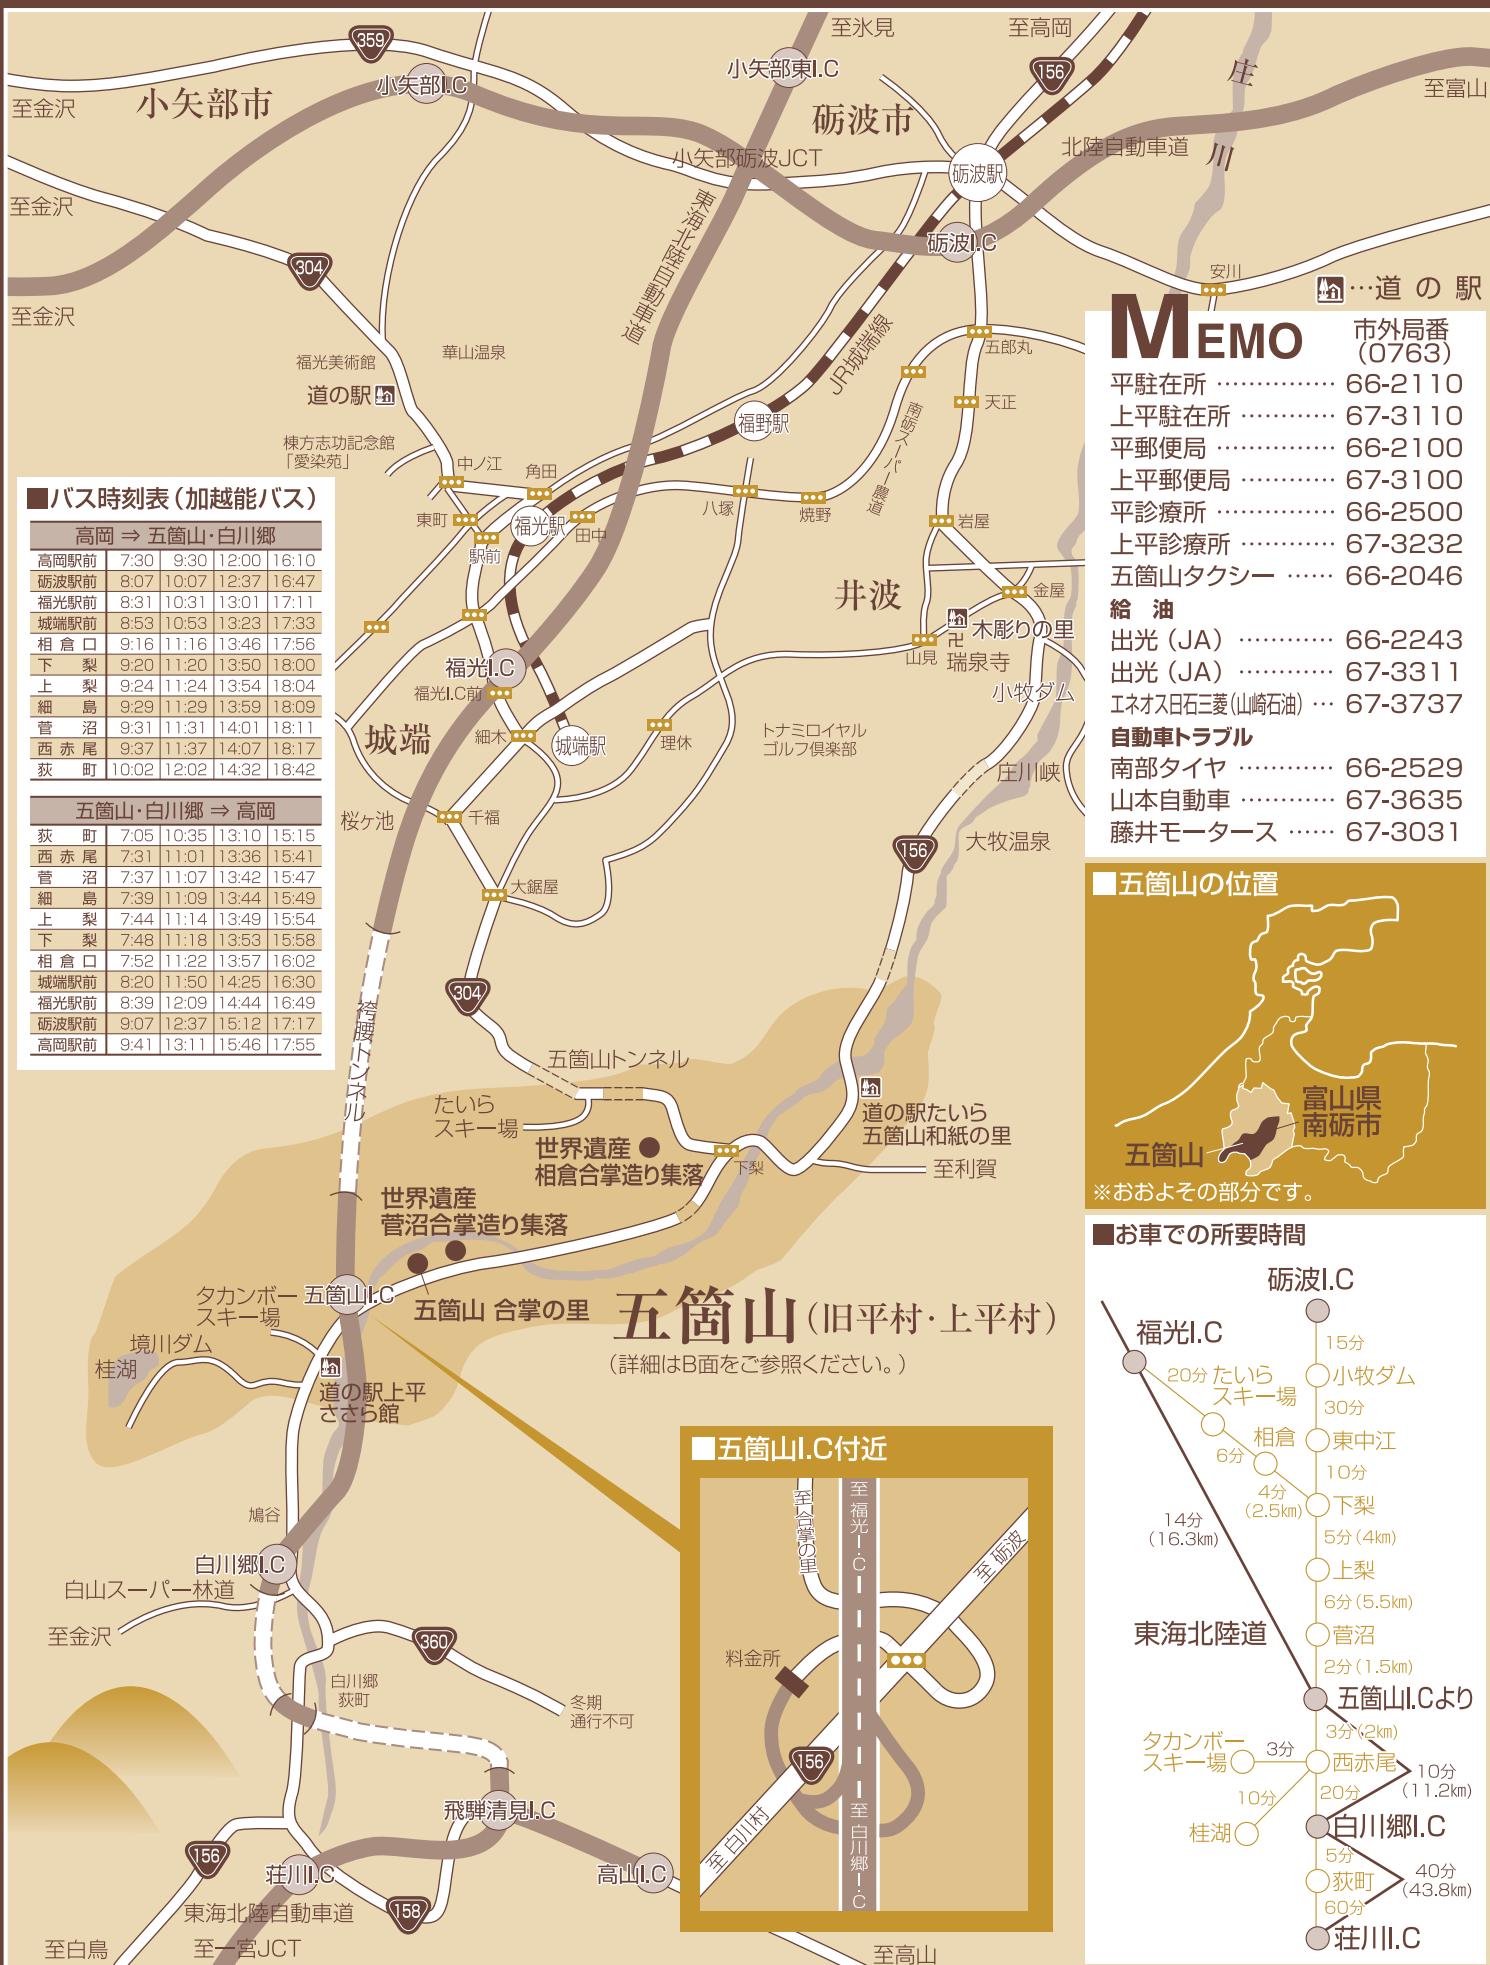 359
至氷見
至高岡
小矢部I.C
小矢部東I.C
156
庄川
至金沢
小矢部市
砺波市
至富山
北陸自動車道
小矢部砺波JCT
砺波駅
至金沢
東海北陸自動車道
砺波I.C
304
安川
至金沢
…道の駅
福光美術館
華山温泉
JR城端線
五郎丸
道の駅
天正
福野駅
南砺スーパー農道
棟方志功記念館
「愛染苑」
中ノ江
角田
八塚
焼野
東町
福光駅
田中
岩屋
駅前
井波
金屋
木彫りの里
山見
卍
瑞泉寺
福光I.C
福光I.C前
小牧ダム
城端
細木
城端駅
理休
トナミロイヤル
ゴルフ倶楽部
庄川峡
桜ヶ池
千福
156
大牧温泉
大鋸屋
304
袴腰トンネル
五箇山トンネル
たいら
スキー場
道の駅たいら
五箇山和紙の里
世界遺産
相倉合掌造り集落
下梨
至利賀
世界遺産
菅沼合掌造り集落
タカンボー
スキー場
五箇山I.C
五箇山 合掌の里
五箇山(旧平村・上平村)
(詳細はB面をご参照ください。)
境川ダム
桂湖
道の駅上平
ささら館
鳩谷
白川郷I.C
白山スーパー林道
至金沢
360
白川郷
荻町
冬期
通行不可
飛騨清見I.C
156
荘川I.C
高山I.C
158
東海北陸自動車道
至白鳥
至一宮JCT
至高山
■バス時刻表(加越能バス)
高岡 ⇒ 五箇山・白川郷
高岡駅前 7:30 9:30 12:00 16:10
砺波駅前 8:07 10:07 12:37 16:47
福光駅前 8:31 10:31 13:01 17:11
城端駅前 8:53 10:53 13:23 17:33
相倉口 9:16 11:16 13:46 17:56
下梨 9:20 11:20 13:50 18:00
上梨 9:24 11:24 13:54 18:04
細島 9:29 11:29 13:59 18:09
菅沼 9:31 11:31 14:01 18:11
西赤尾 9:37 11:37 14:07 18:17
荻町 10:02 12:02 14:32 18:42
五箇山・白川郷 ⇒ 高岡
荻町 7:05 10:35 13:10 15:15
西赤尾 7:31 11:01 13:36 15:41
菅沼 7:37 11:07 13:42 15:47
細島 7:39 11:09 13:44 15:49
上梨 7:44 11:14 13:49 15:54
下梨 7:48 11:18 13:53 15:58
相倉口 7:52 11:22 13:57 16:02
城端駅前 8:20 11:50 14:25 16:30
福光駅前 8:39 12:09 14:44 16:49
砺波駅前 9:07 12:37 15:12 17:17
高岡駅前 9:41 13:11 15:46 17:55
MEMO
市外局番
(0763)
平駐在所 …………… 66-2110
上平駐在所 ………… 67-3110
平郵便局 …………… 66-2100
上平郵便局 ………… 67-3100
平診療所 …………… 66-2500
上平診療所 ………… 67-3232
五箇山タクシー …… 66-2046
給 油
出光(JA) ………… 66-2243
出光(JA) ………… 67-3311
エネオス日石三菱(山崎石油) … 67-3737
自動車トラブル
南部タイヤ ………… 66-2529
山本自動車 ………… 67-3635
藤井モータース …… 67-3031
■五箇山の位置
富山県
南砺市
五箇山
※おおよその部分です。
■五箇山I.C付近
至 合掌の里
至 福光I.C
至 砺波
料金所
156
至 白川村
至 白川郷I.C
■お車での所要時間
砺波I.C
福光I.C
15分
20分
たいら
スキー場
小牧ダム
30分
相倉
東中江
6分
10分
4分
(2.5km)
下梨
14分
(16.3km)
5分(4km)
上梨
6分(5.5km)
東海北陸道
菅沼
2分(1.5km)
五箇山I.Cより
3分(2km)
タカンボー
スキー場
3分
西赤尾
10分
(11.2km)
10分
20分
桂湖
白川郷I.C
5分
荻町
40分
(43.8km)
60分
荘川I.C